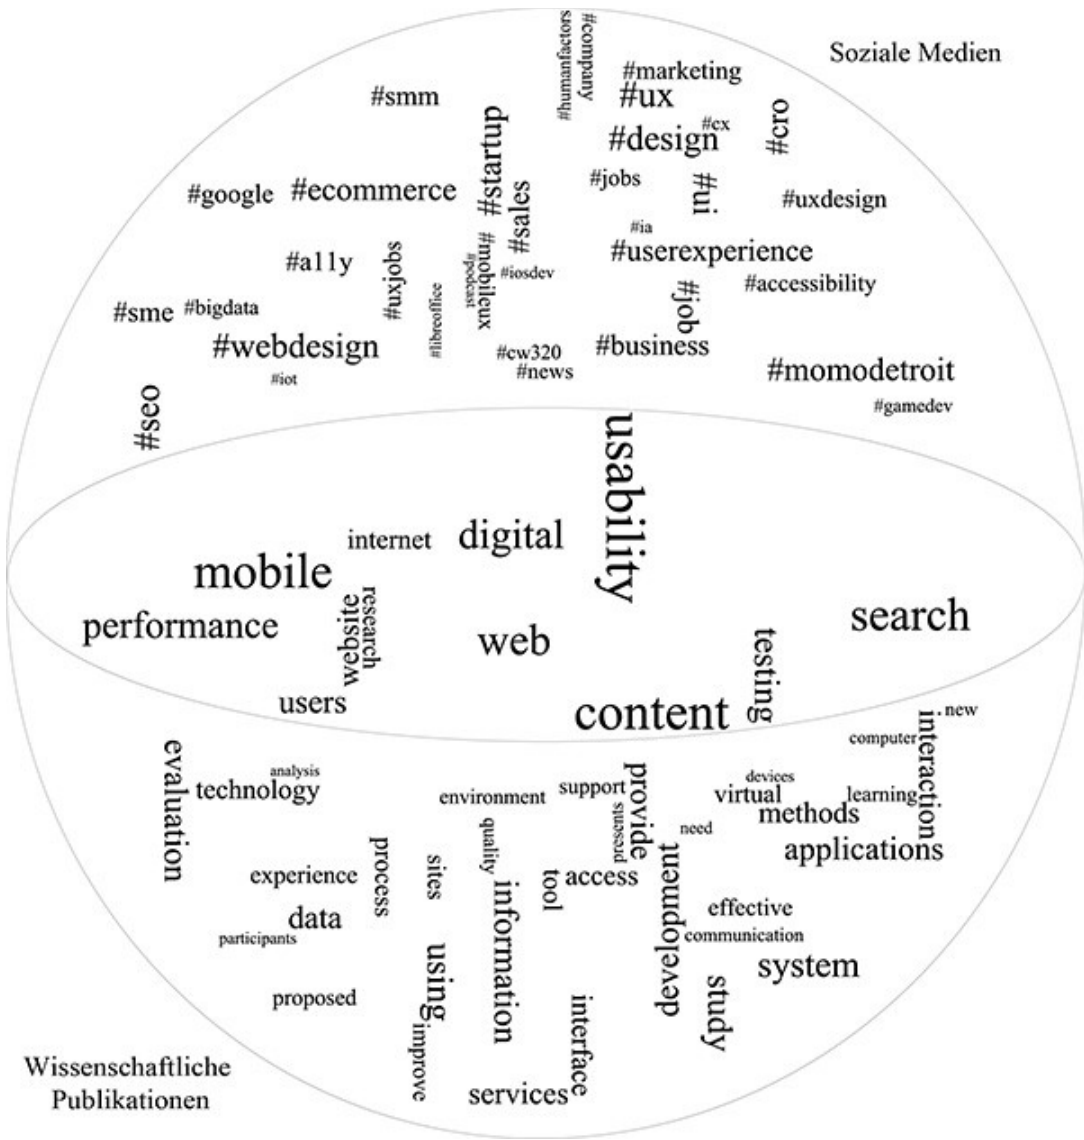 Soziale Medien
#company
#humanfactors
#marketing
#smm
#ux
#cro
#startup
#cx
#design
#jobs
#ui
#google
#ecommerce
#sales
#uxdesign
#ia
#userexperience
#a11y
#uxjobs
#mobileux
#podcast
#iosdev
#accessibility
#job
#sme
#bigdata
#libreoffice
#webdesign
#cw320
#news
#business
#momodetroit
#iot
#gamedev
#seo
usability
internet
digital
mobile
research
website
performance
web
search
testing
users
content
new
interaction
computer
evaluation
analysis
technology
environment
support
provide
presents
devices
virtual
learning
methods
need
applications
quality
process
sites
experience
tool
access
development
information
data
effective
participants
communication
using
system
proposed
study
interface
improve
services
Wissenschaftliche
Publikationen